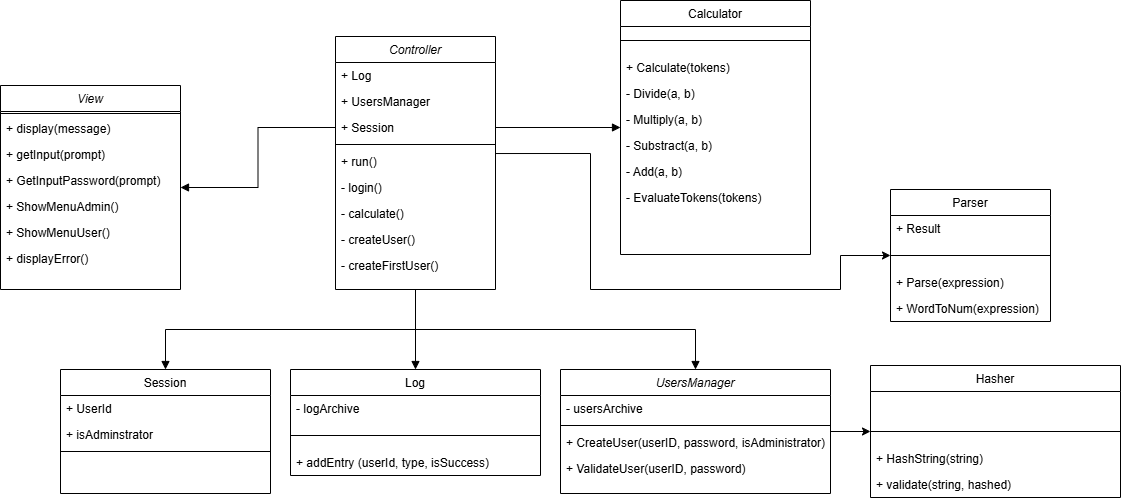 Calculator
+ Calculate(tokens)
- Divide(a, b)
- Multiply(a, b)
- Substract(a, b)
- Add(a, b)
- EvaluateTokens(tokens)
Controller
+ Log
+ UsersManager
+ Session
+ run()
- login()
- calculate()
- createUser()
- createFirstUser()
View
+ display(message)
+ getInput(prompt)
+ GetInputPassword(prompt)
+ ShowMenuAdmin()
+ ShowMenuUser()
+ displayError()
Parser
+ Result
+ Parse(expression)
+ WordToNum(expression)
Session
+ UserId
+ isAdminstrator
Log
- logArchive
+ addEntry (userId, type, isSuccess)
UsersManager
- usersArchive
+ CreateUser(userID, password, isAdministrator)
+ ValidateUser(userID, password)
Hasher
+ HashString(string)
+ validate(string, hashed)